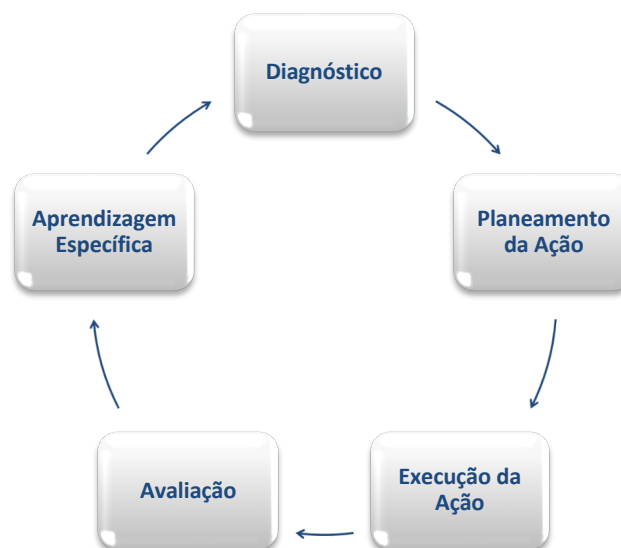 Diagnóstico
Planeamento
da Ação
Execução da
Ação
Avaliação
Aprendizagem
Específica